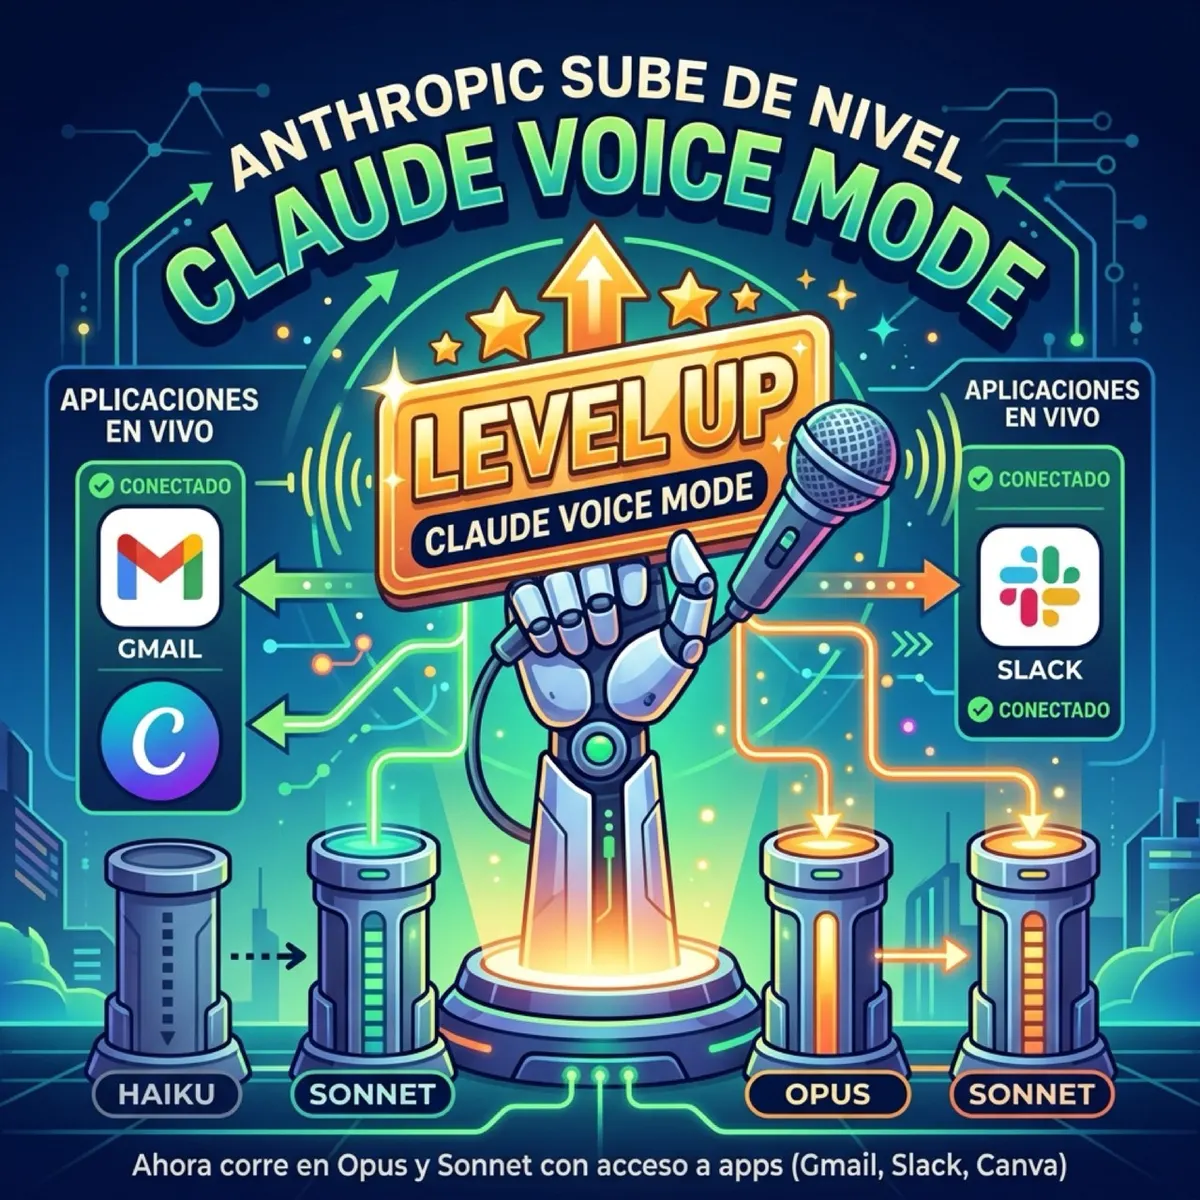 ANTHROPIC SUBE DE NIVEL
CLAUDE VOICE MODE
LEVEL UP
CLAUDE VOICE MODE
APLICACIONES
EN VIVO
CONECTADO
GMAIL
C
APLICACIONES
EN VIVO
CONECTADO
SLACK
CONECTADO
HAIKU
SONNET
OPUS
SONNET
Ahora corre en Opus y Sonnet con acceso a apps (Gmail, Slack, Canva)